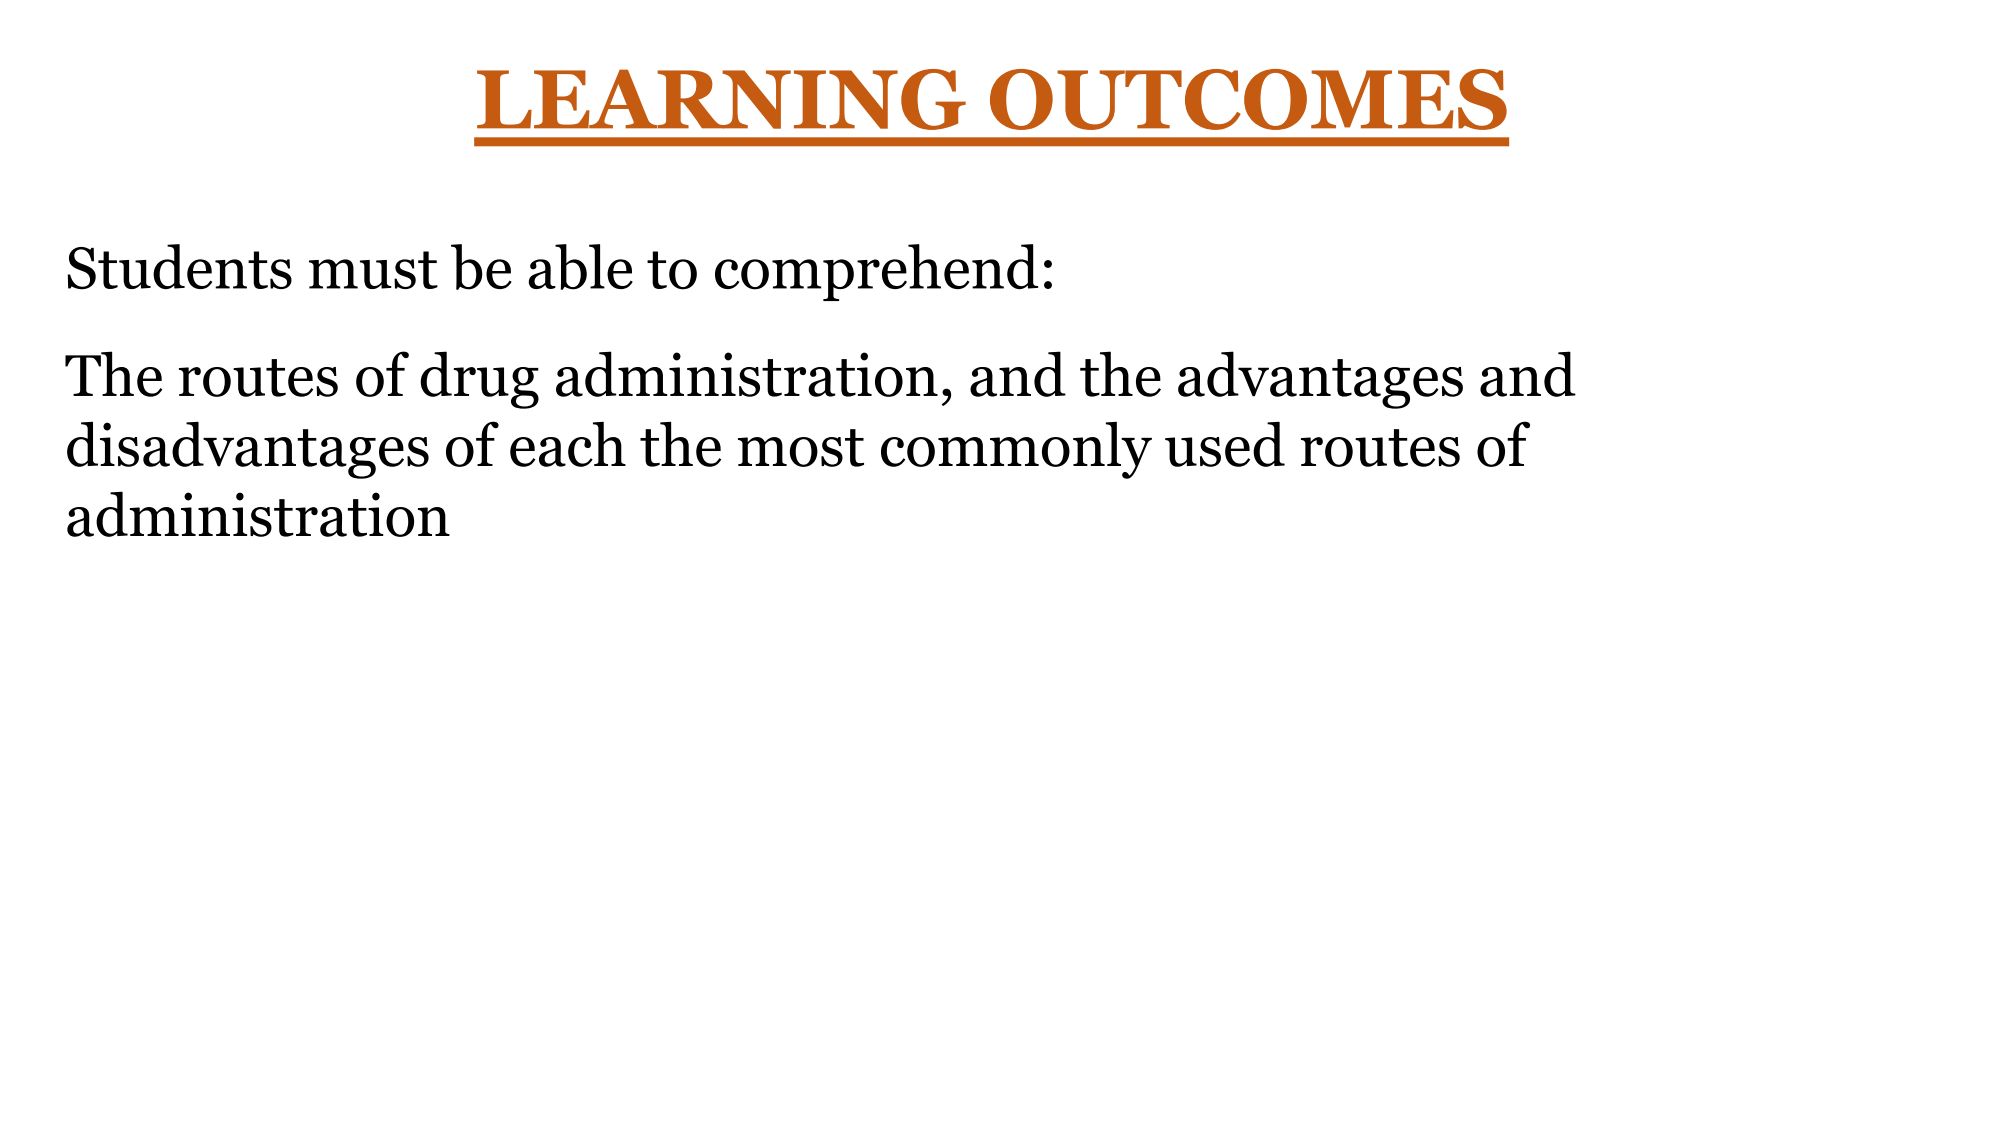 LEARNING OUTCOMES
Students must be able to comprehend:
The routes of drug administration, and the advantages and
disadvantages of each the most commonly used routes of
administration